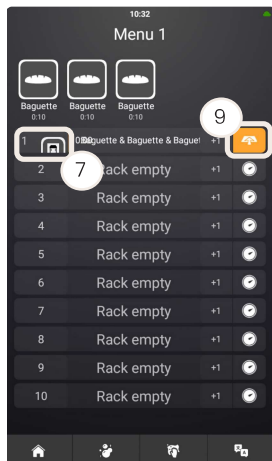 10:32
Menu 1
Baguette Baguette Baguette
0:10 0:10 0:10
9
1 0:00 Baguette & Baguette & Baguet +1
7
2 Rack empty +1
3 Rack empty +1
4 Rack empty +1
5 Rack empty +1
6 Rack empty +1
7 Rack empty +1
8 Rack empty +1
9 Rack empty +1
10 Rack empty +1